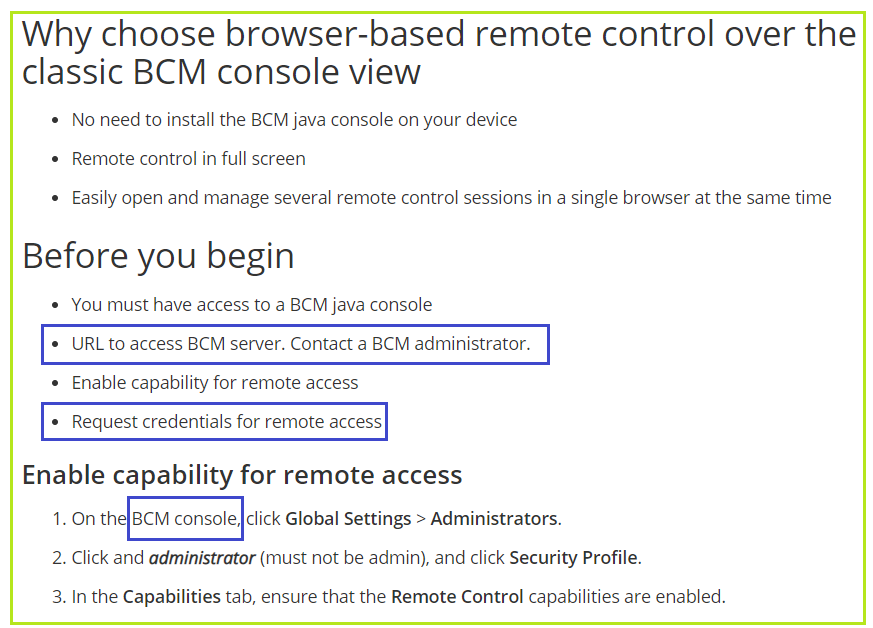 Why choose browser-based remote control over the
classic BCM console view
• No need to install the BCM java console on your device
• Remote control in full screen
• Easily open and manage several remote control sessions in a single browser at the same time
Before you begin
• You must have access to a BCM java console
• URL to access BCM server. Contact a BCM administrator.
• Enable capability for remote access
• Request credentials for remote access
Enable capability for remote access
1. On the BCM console, click Global Settings > Administrators.
2. Click and administrator (must not be admin), and click Security Profile.
3. In the Capabilities tab, ensure that the Remote Control capabilities are enabled.